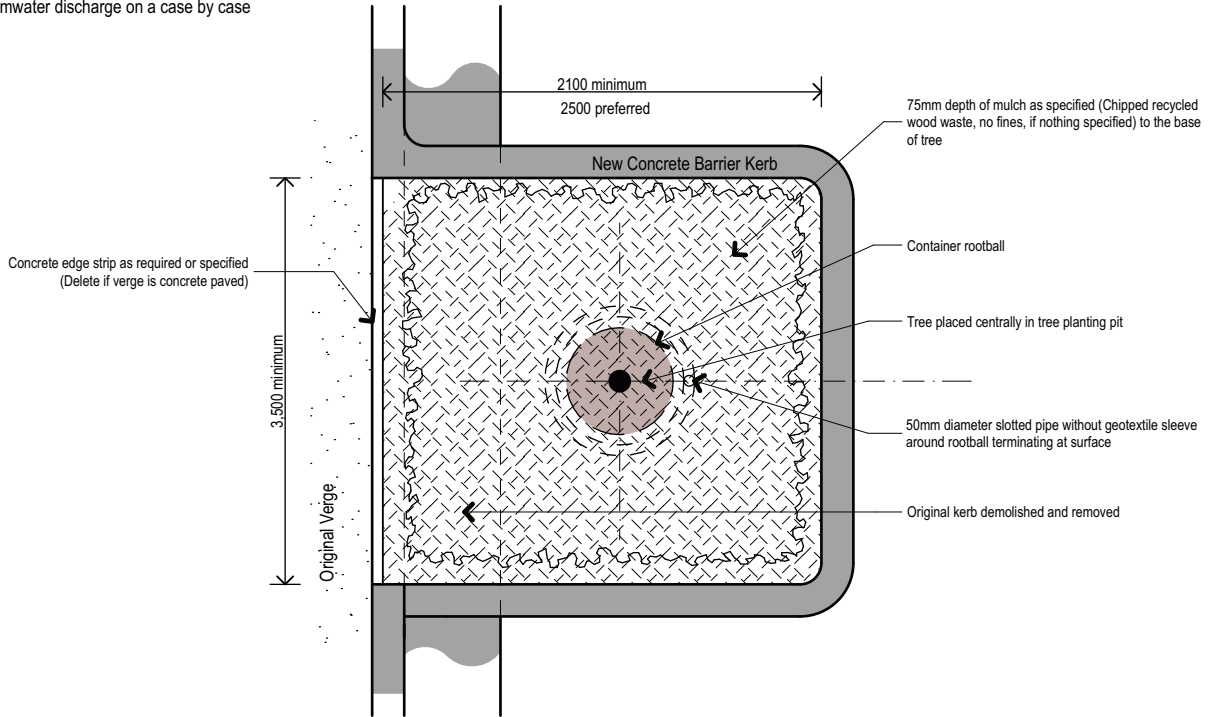 mwater discharge on a case by case
2100 minimum
2500 preferred
75mm depth of mulch as specified (Chipped recycled
wood waste, no fines, if nothing specified) to the base
of tree
New Concrete Barrier Kerb
Container rootball
Concrete edge strip as required or specified
(Delete if verge is concrete paved)
Tree placed centrally in tree planting pit
3,500 minimum
50mm diameter slotted pipe without geotextile sleeve
around rootball terminating at surface
Original Verge
Original kerb demolished and removed